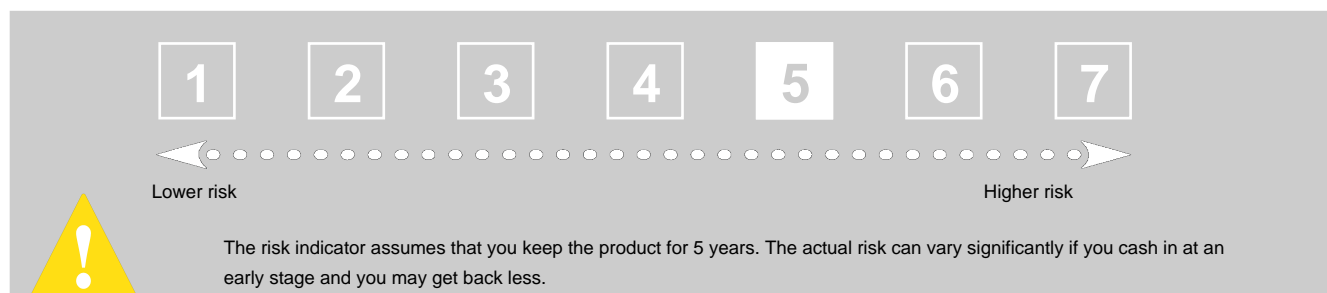 1 2 3 4 5 6 7
Lower risk Higher risk
The risk indicator assumes that you keep the product for 5 years. The actual risk can vary significantly if you cash in at an
early stage and you may get back less.